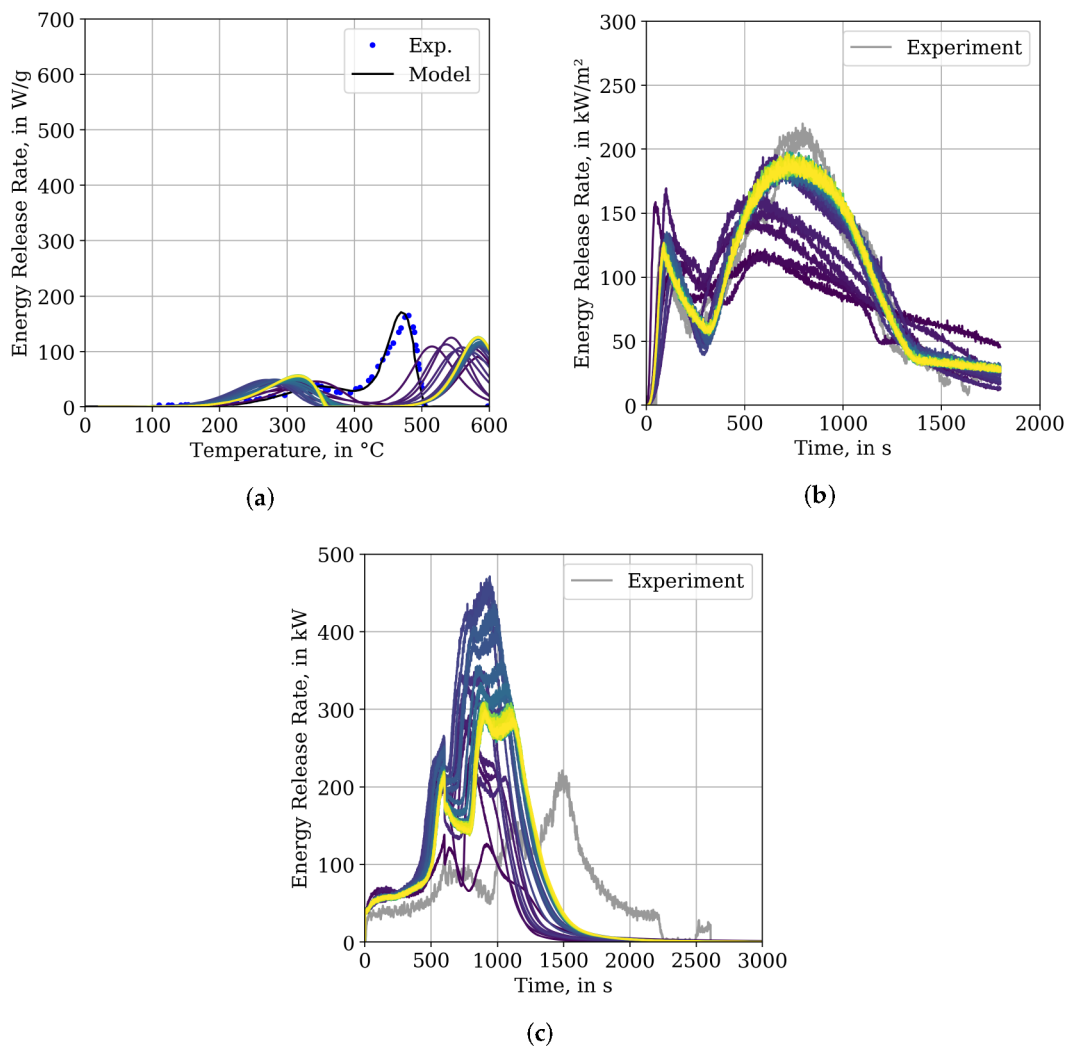 700
600
500
400
300
200
100
0
Energy Release Rate, in W/g
Exp.
Model
0 100 200 300 400 500 600
Temperature, in °C
(a)
300
250
200
150
100
50
0
Energy Release Rate, in kW/m²
Experiment
0 500 1000 1500 2000
Time, in s
(b)
500
400
300
200
100
0
Energy Release Rate, in kW
Experiment
0 500 1000 1500 2000 2500 3000
Time, in s
(c)